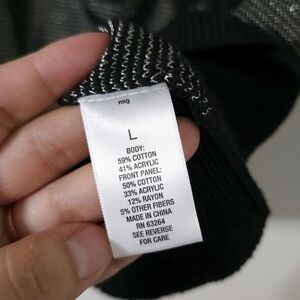 nxg
L
BODY:
59% COTTON
41% ACRYLIC
FRONT PANEL:
50% COTTON
33% ACRYLIC
12% RAYON
5% OTHER FIBERS
MADE IN CHINA
RN 63264
SEE REVERSE
FOR CARE